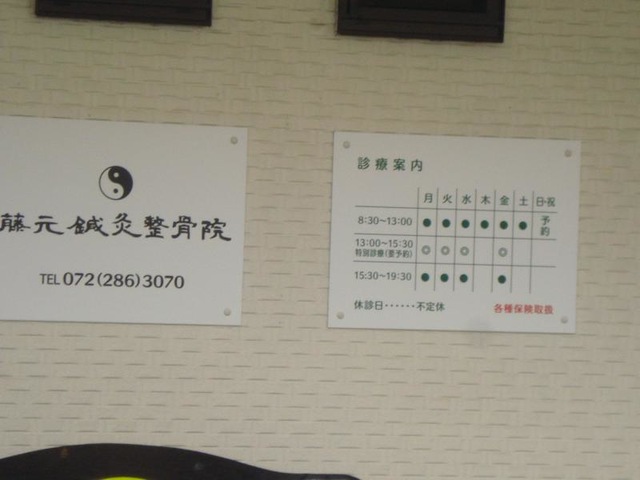 藤元鍼灸整骨院
TEL 072(286)3070
診療案内
月 火 水 木 金 土 日・祝
8:30~13:00 ● ● ● ● ● ● 予約
13:00~15:30 特別診療(要予約) ◎ ◎ ◎ ◎
15:30~19:30 ● ● ● ●
休診日・・・・・・不定休
各種保険取扱